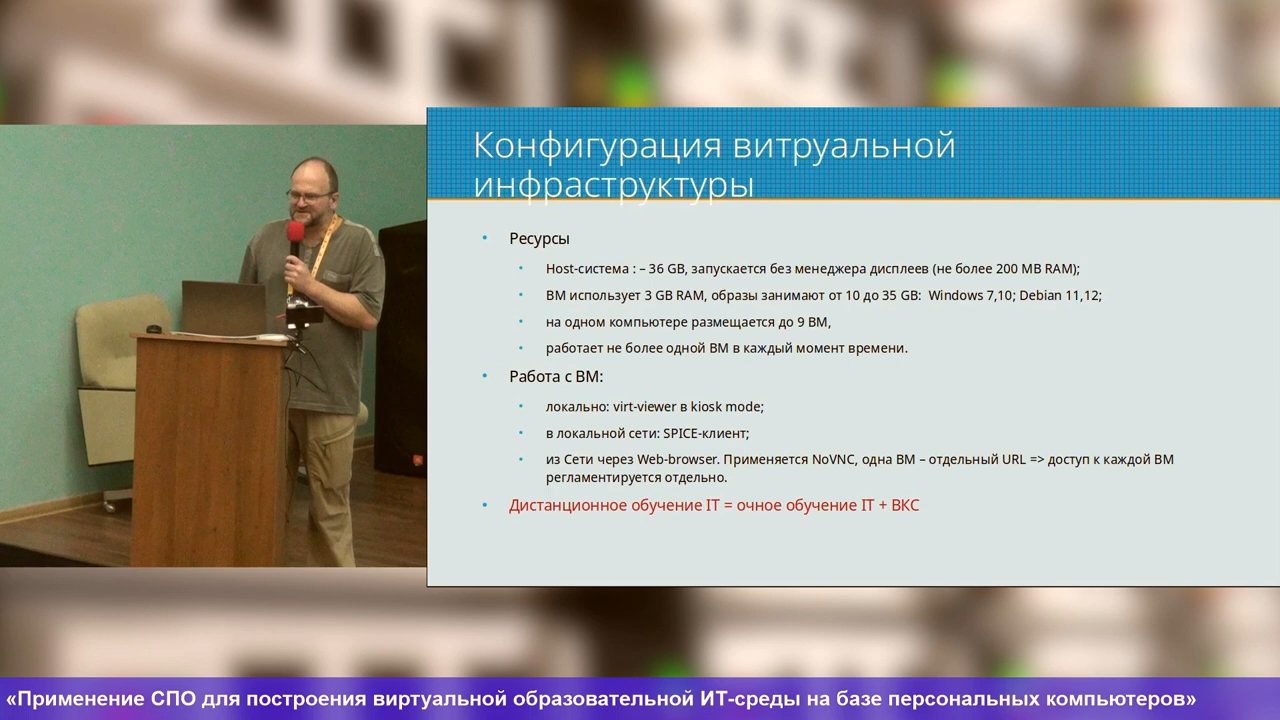 Конфигурация витруальной
инфраструктуры
Ресурсы
Host-система : – 36 GB, запускается без менеджера дисплеев (не более 200 MB RAM);
ВМ использует 3 GB RAM, образы занимают от 10 до 35 GB: Windows 7,10; Debian 11,12;
на одном компьютере размещается до 9 ВМ,
работает не более одной ВМ в каждый момент времени.
Работа с ВМ:
локально: virt-viewer в kiosk mode;
в локальной сети: SPICE-клиент;
из Сети через Web-browser. Применяется NoVNC, одна ВМ – отдельный URL => доступ к каждой ВМ
регламентируется отдельно.
Дистанционное обучение IT = очное обучение IT + ВКС
«Применение СПО для построения виртуальной образовательной ИТ-среды на базе персональных компьютеров»